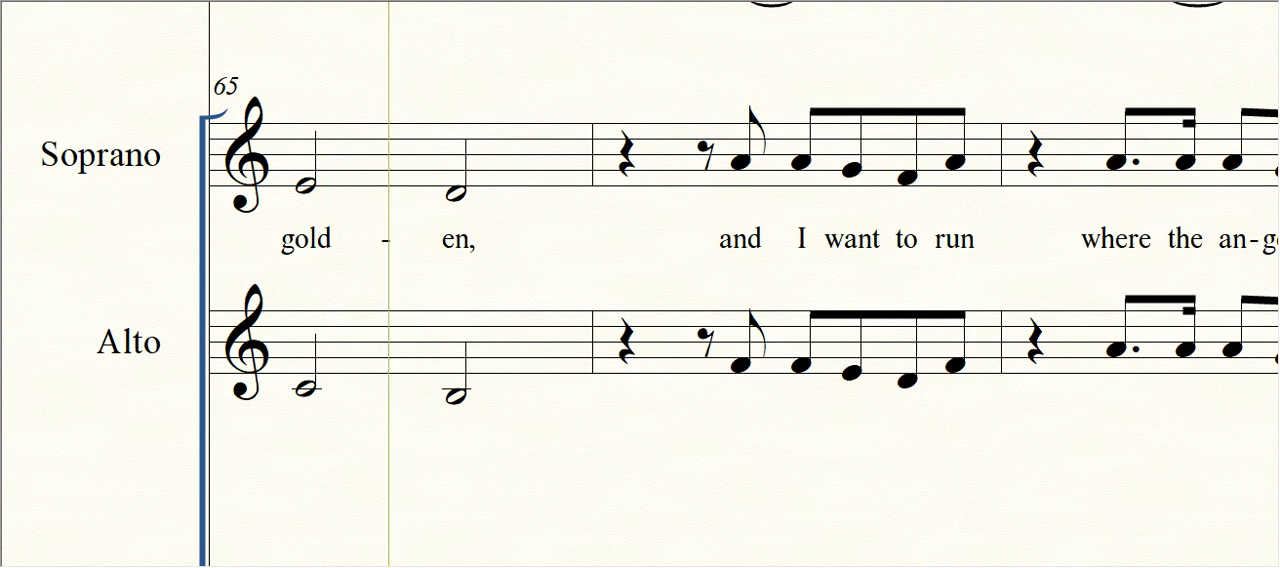 65
Soprano
gold - en, and I want to run where the an-g
Alto